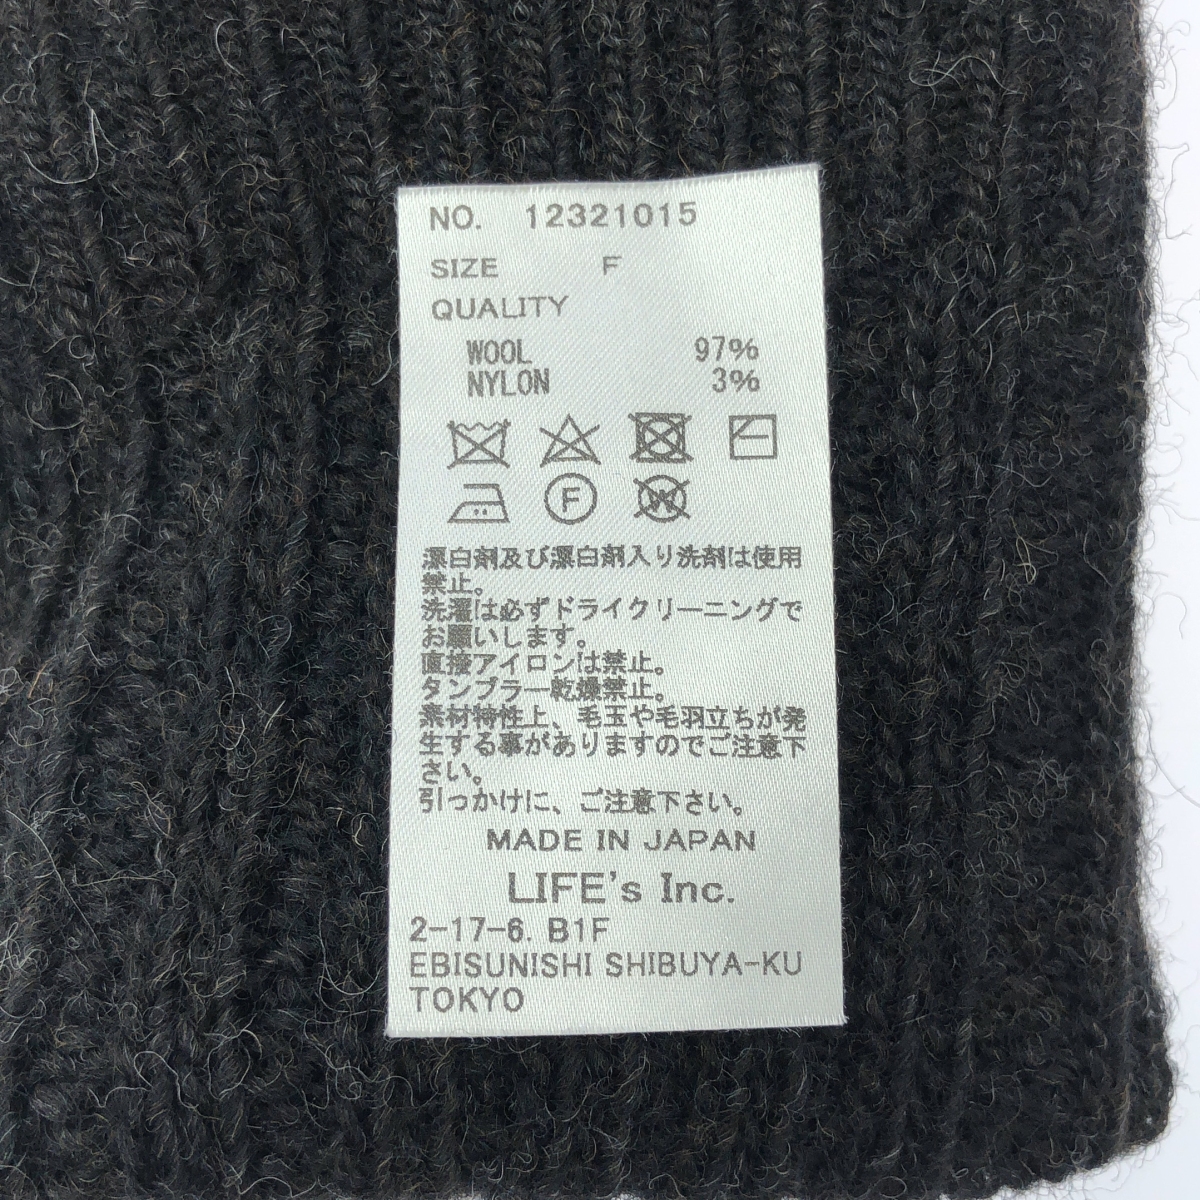 NO. 12321015
SIZE F
QUALITY
WOOL 97%
NYLON 3%
F W
漂白剤及び漂白剤入り洗剤は使用
禁止。
洗濯は必ずドライクリーニングで
お願いします。
直接アイロンは禁止。
タンブラー乾燥禁止。
素材特性上、毛玉や毛羽立ちが発
生する事がありますのでご注意下
さい。
引っかけに、ご注意下さい。
MADE IN JAPAN
LIFE's Inc.
2-17-6. B1F
EBISUNISHI SHIBUYA-KU
TOKYO